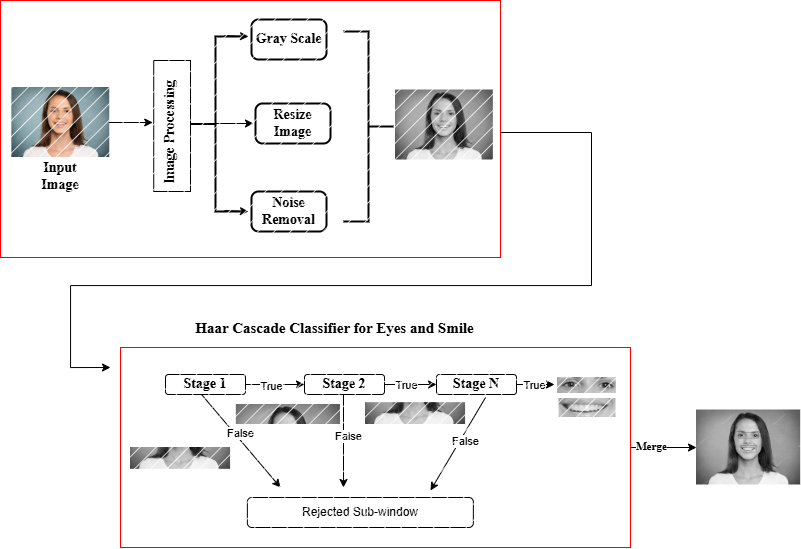 Gray Scale
Image Processing
Resize
Image
Input
Image
Noise
Removal
Haar Cascade Classifier for Eyes and Smile
Stage 1
True
Stage 2
True
Stage N
True
False
False
False
Merge
Rejected Sub-window